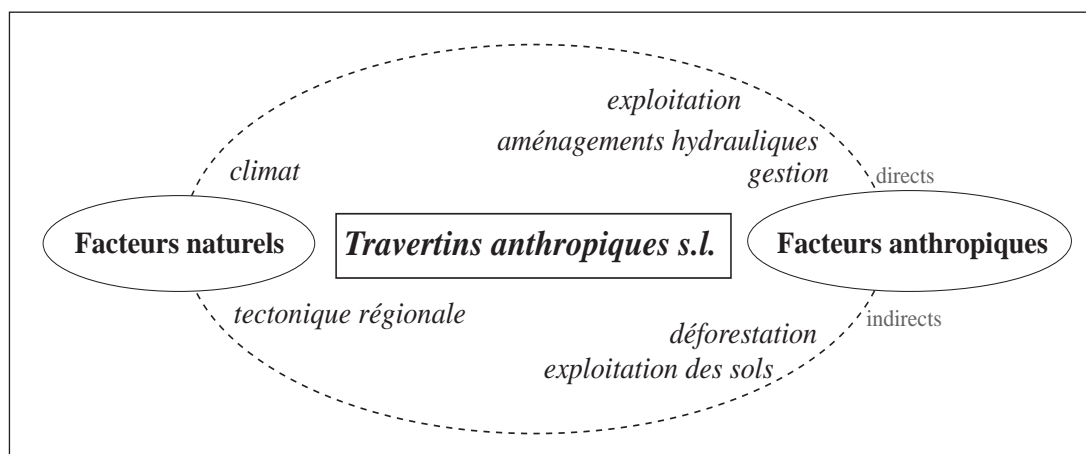 exploitation
aménagements hydrauliques
climat
gestion
directs
Facteurs naturels
Travertins anthropiques s.l.
Facteurs anthropiques
tectonique régionale
indirects
déforestation
exploitation des sols